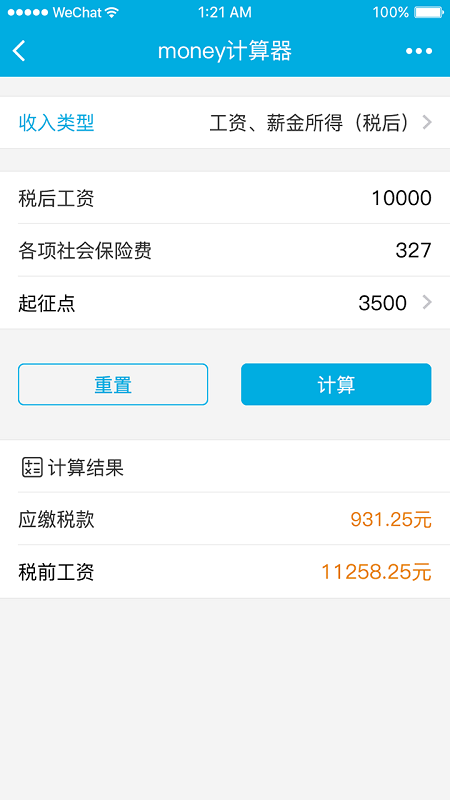 WeChat 1:21 AM 100%
money计算器
收入类型 工资、薪金所得（税后）
税后工资 10000
各项社会保险费 327
起征点 3500
重置 计算
计算结果
应缴税款 931.25元
税前工资 11258.25元